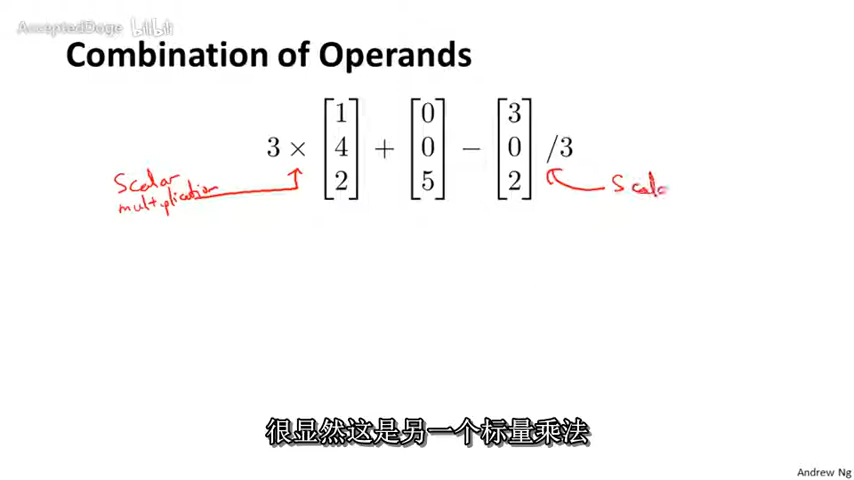 AcceptedDoge bilibili
Combination of Operands
3 × [1 4 2] + [0 0 5] − [3 0 2] /3
Scalar
multiplication
Scala
很显然这是另一个标量乘法
Andrew Ng